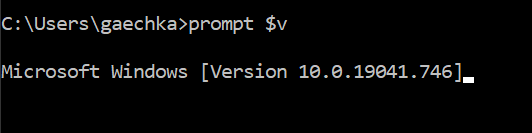 C:\Users\gaechka>prompt $v
Microsoft Windows [Version 10.0.19041.746]